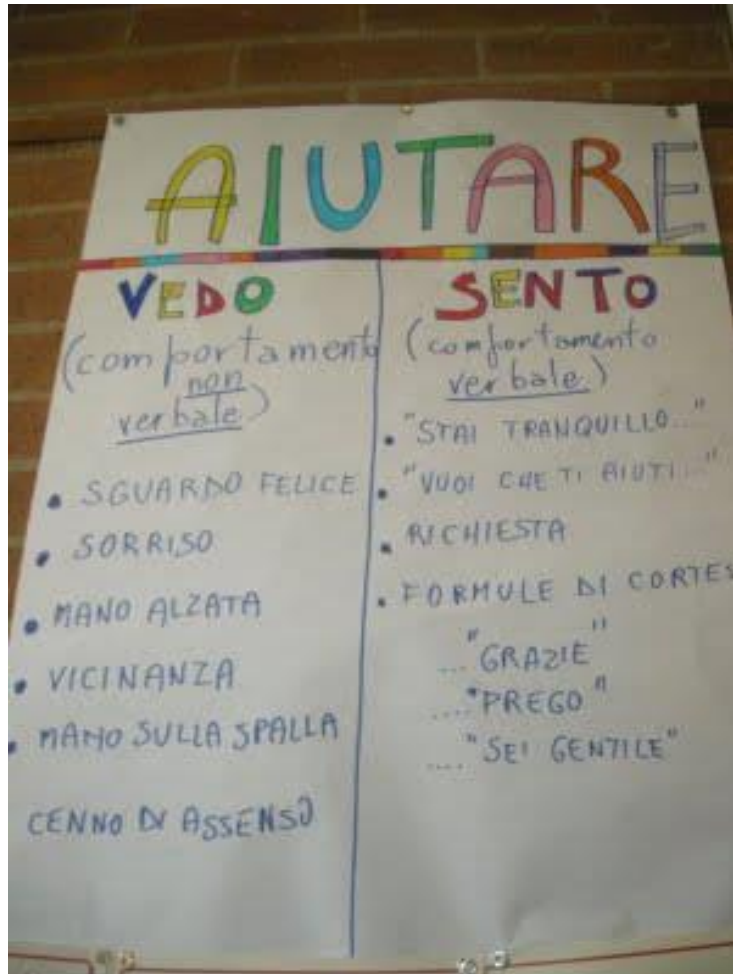 AIUTARE
VEDO
(comportamento
non
verbale)
• SGUARDO FELICE
• SORRISO
• MANO ALZATA
• VICINANZA
• MANO SULLA SPALLA
CENNO DI ASSENSO
SENTO
(comportamento
verbale)
• "STAI TRANQUILLO..."
• "VUOI CHE TI AIUTI..."
• RICHIESTA
• FORMULE DI CORTES
..."GRAZIE"
...."PREGO"
...."SEI GENTILE"